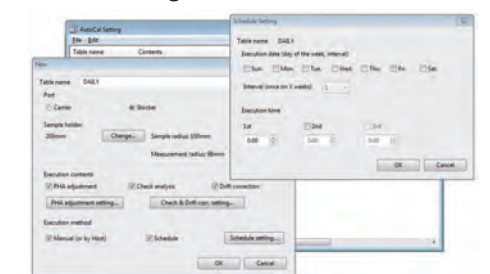 AutoCal Setting
File Edit
Table name Contents
New
Table name DAILY
Port
Carrier Stocker
Sample holder
200mm Change... Sample radius 100mm
Measurement radius 98mm
Execution contents
PHA adjustment Check analysis Drift correction
PHA adjustment setting... Check & Drift corr. setting...
Execution method
Manual (or by Host) Schedule Schedule setting...
OK Cancel
Schedule Setting
Table name DAILY
Execution date (day of the week, interval)
Sun. Mon. Tue. Wed. Thu. Fri. Sat.
Interval (once on X weeks) 1
Execution time
1st 2nd 3rd
0:00 0:00 0:00
OK Cancel